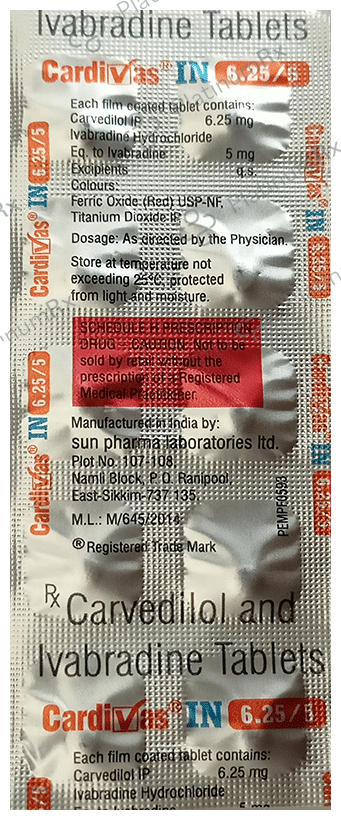 Ivabradine Tablets
Cardivas® IN 6.25/5
Each film coated tablet contains:
Carvedilol IP 6.25 mg
Ivabradine Hydrochloride
Eq. to Ivabradine 5 mg
Excipients q.s.
Colours:
Ferric Oxide (Red) USP-NF,
Titanium Dioxide IP
Dosage: As directed by the Physician.
Store at temperature not
exceeding 25°C, protected
from light and moisture.
SCHEDULE H PRESCRIPTION
DRUG - CAUTION: Not to be
sold by retail without the
prescription of a Registered
Medical Practitioner.
Manufactured in India by:
sun pharma laboratories ltd.
Plot No. 107-108,
Namli Block, P.O. Ranipool,
East-Sikkim-737 135.
M.L.: M/645/2014
® Registered Trade Mark
Rx Carvedilol and
Ivabradine Tablets
Cardivas® IN 6.25/5
Each film coated tablet contains:
Carvedilol IP 6.25 mg
Ivabradine Hydrochloride
Cardivas® IN 6.25/5
Cardivas® IN 6.25/5
Cardivas IN